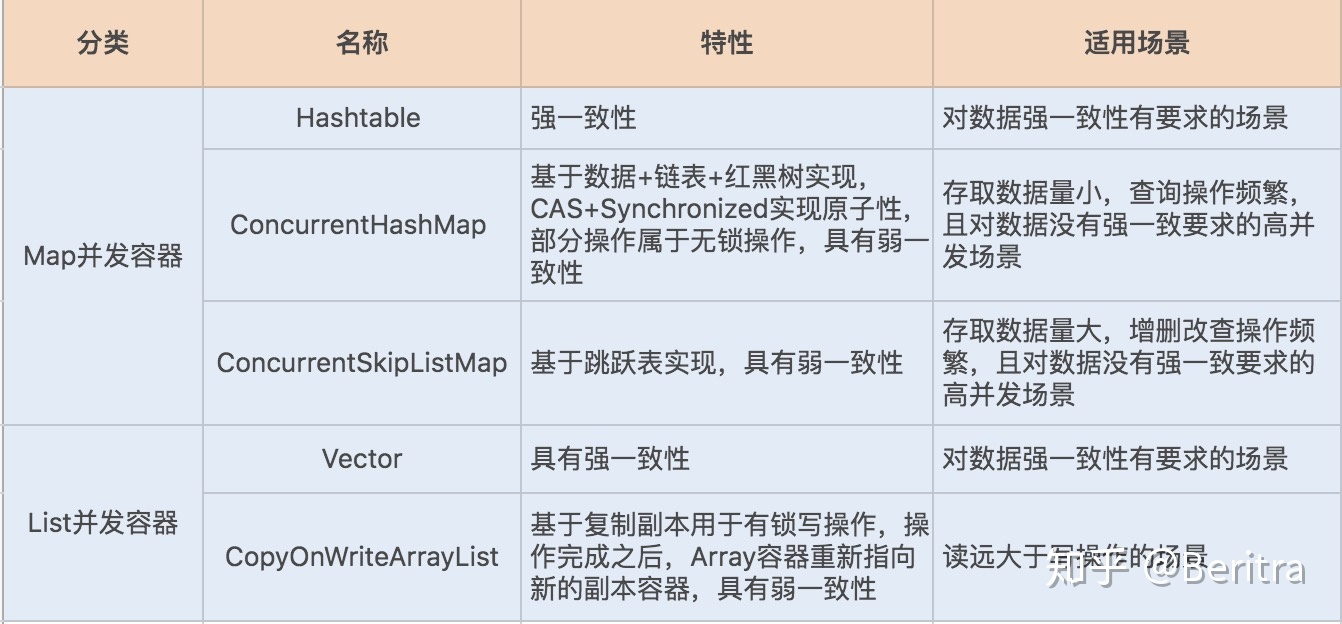 分类
名称
特性
适用场景
Map并发容器
Hashtable
强一致性
对数据强一致性有要求的场景
ConcurrentHashMap
基于数据+链表+红黑树实现，
CAS+Synchronized实现原子性，
部分操作属于无锁操作，具有弱一
致性
存取数据量小，查询操作频繁，
且对数据没有强一致要求的高并
发场景
ConcurrentSkipListMap
基于跳跃表实现，具有弱一致性
存取数据量大，增删改查操作频
繁，且对数据没有强一致要求的
高并发场景
List并发容器
Vector
具有强一致性
对数据强一致性有要求的场景
CopyOnWriteArrayList
基于复制副本用于有锁写操作，操
作完成之后，Array容器重新指向
新的副本容器，具有弱一致性
读远大于写操作的场景
知乎 @Beritra